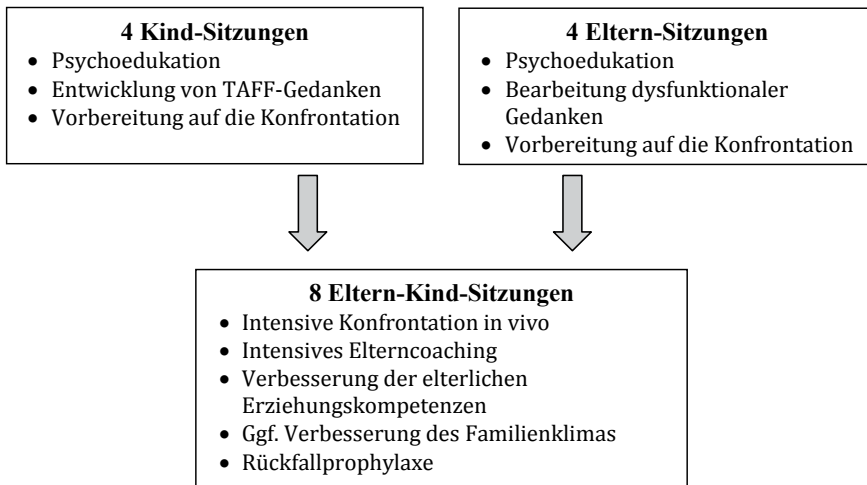 4 Kind-Sitzungen
• Psychoedukation
• Entwicklung von TAFF-Gedanken
• Vorbereitung auf die Konfrontation
4 Eltern-Sitzungen
• Psychoedukation
• Bearbeitung dysfunktionaler
Gedanken
• Vorbereitung auf die Konfrontation
8 Eltern-Kind-Sitzungen
• Intensive Konfrontation in vivo
• Intensives Elterncoaching
• Verbesserung der elterlichen
Erziehungskompetenzen
• Ggf. Verbesserung des Familienklimas
• Rückfallprophylaxe